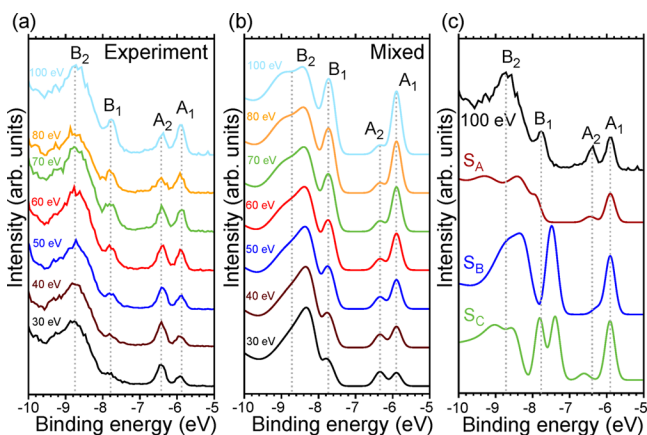 (a)
B2
Experiment
B1
A2
A1
100 eV
80 eV
70 eV
60 eV
50 eV
40 eV
30 eV
Intensity (arb. units)
-10 -9 -8 -7 -6 -5
Binding energy (eV)
(b)
B2
Mixed
B1
A1
A2
100 eV
80 eV
70 eV
60 eV
50 eV
40 eV
30 eV
Intensity (arb. units)
-10 -9 -8 -7 -6 -5
Binding energy (eV)
(c)
B2
B1
A2
A1
100 eV
SA
SB
SC
Intensity (arb. units)
-10 -9 -8 -7 -6 -5
Binding energy (eV)